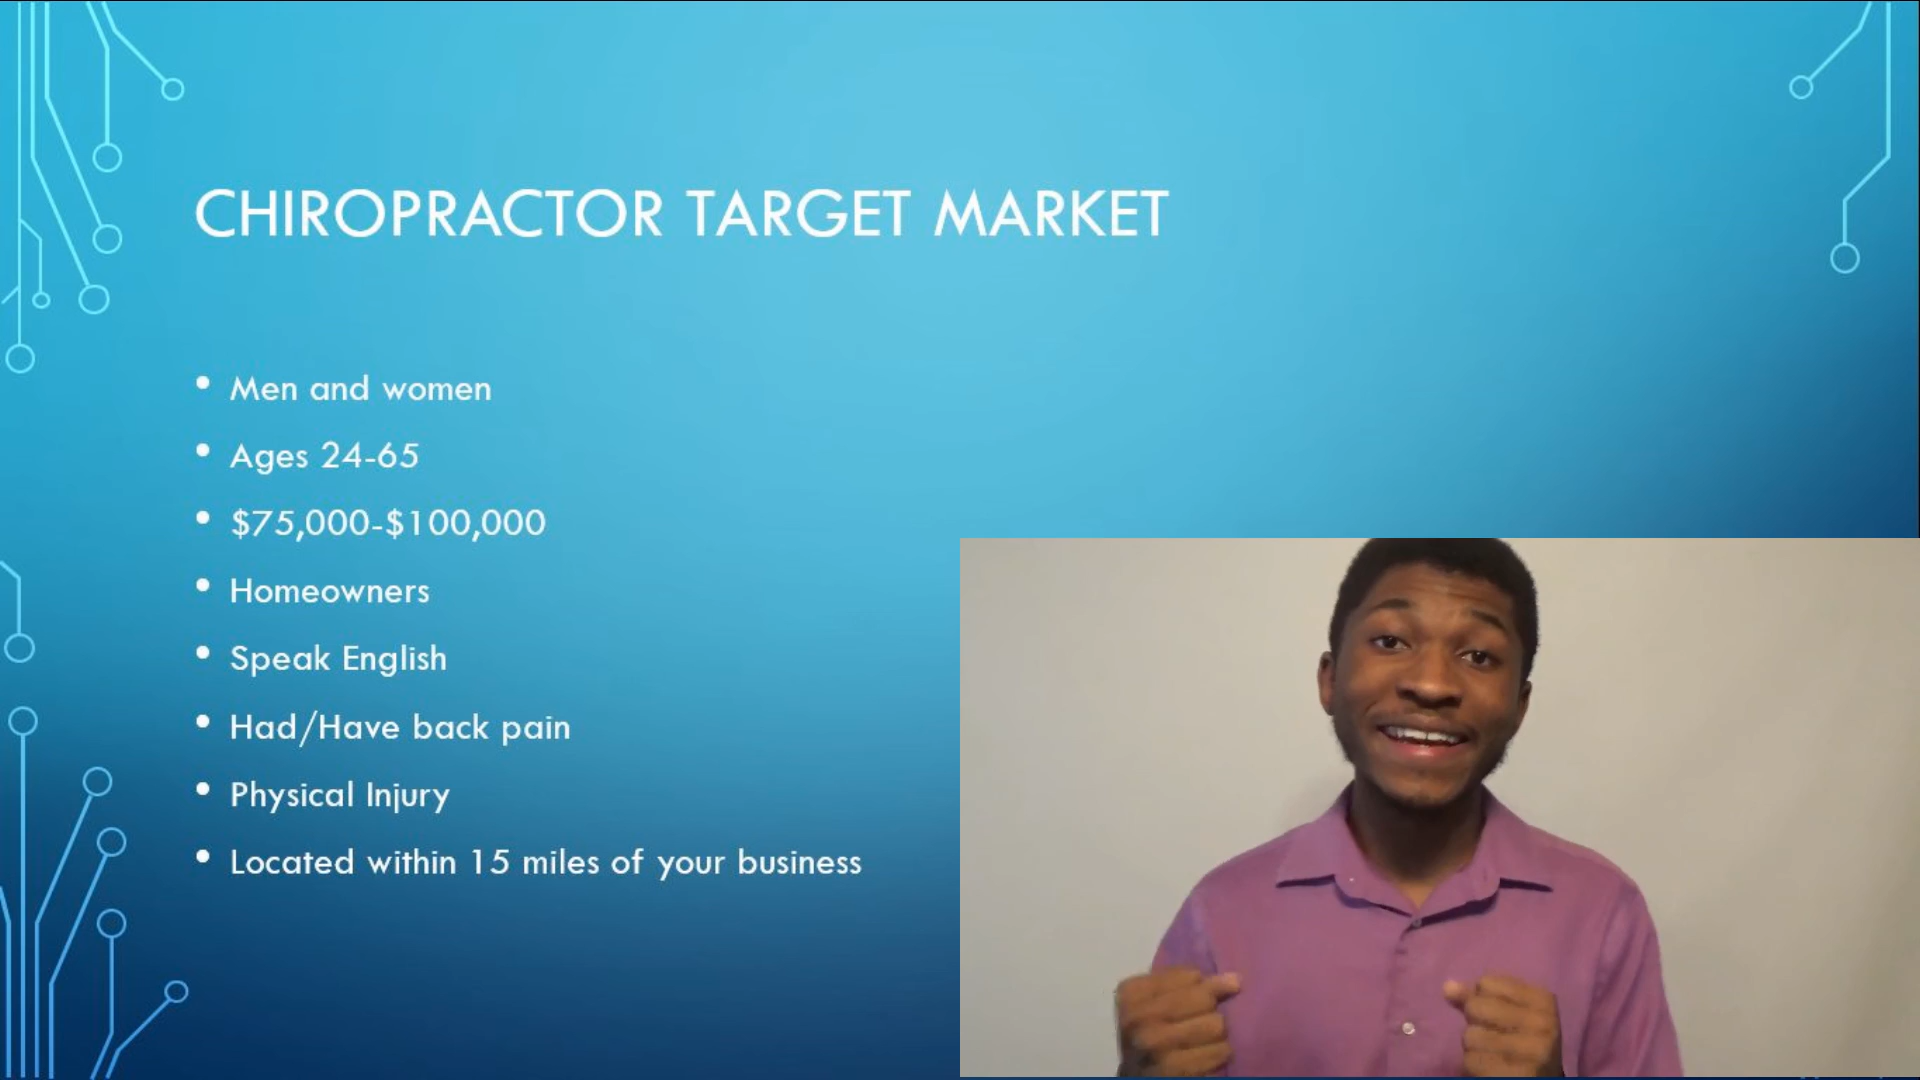 CHIROPRACTOR TARGET MARKET
• Men and women
• Ages 24-65
• $75,000-$100,000
• Homeowners
• Speak English
• Had/Have back pain
• Physical Injury
• Located within 15 miles of your business